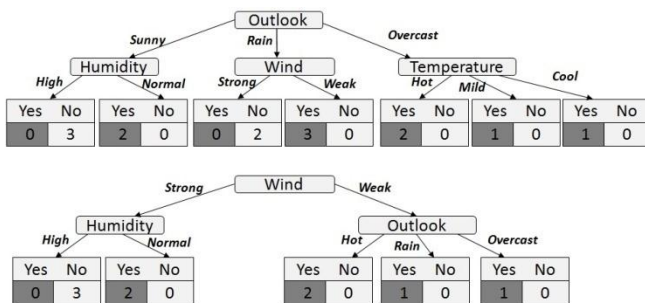 Outlook
Sunny Rain Overcast
Humidity Wind Temperature
High Normal Strong Weak Hot Mild Cool
Yes No Yes No Yes No Yes No Yes No Yes No Yes No
0 3 2 0 0 2 3 0 2 0 1 0 1 0
Wind
Strong Weak
Humidity Outlook
High Normal Hot Rain Overcast
Yes No Yes No Yes No Yes No Yes No
0 3 2 0 2 0 1 0 1 0